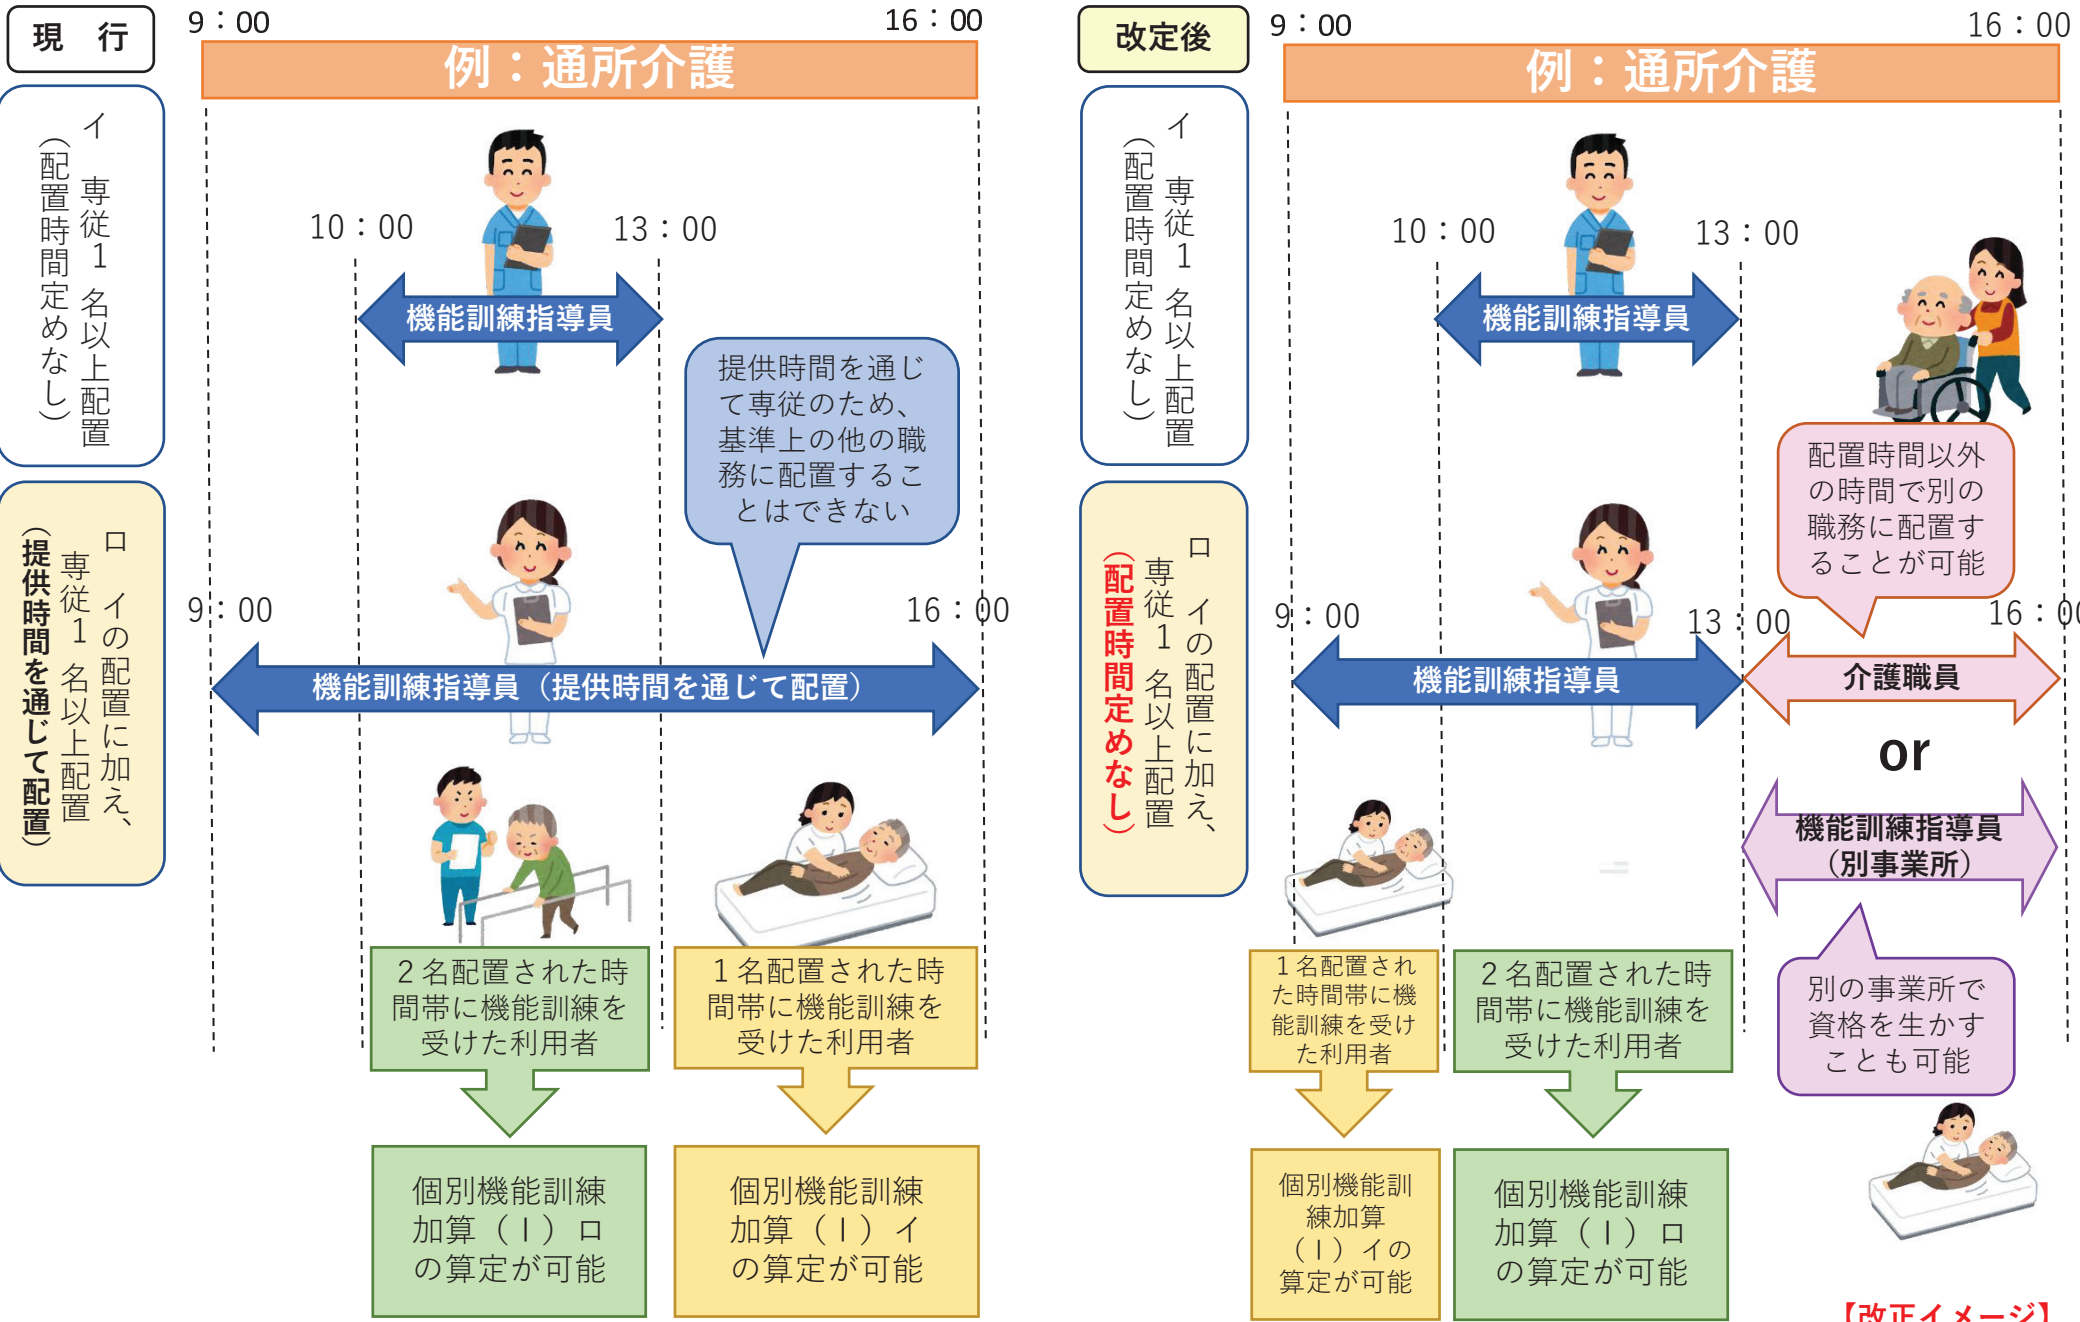 現　行
9：00
16：00
例：通所介護
イ　専従１名以上配置
（配置時間定めなし）
10：00
13：00
機能訓練指導員
提供時間を通じ
て専従のため、
基準上の他の職
務に配置するこ
とはできない
ロ　イの配置に加え、
専従１名以上配置
（提供時間を通じて配置）
9：00
16：00
機能訓練指導員（提供時間を通じて配置）
２名配置された時
間帯に機能訓練を
受けた利用者
１名配置された時
間帯に機能訓練を
受けた利用者
個別機能訓練
加算（Ⅰ）ロ
の算定が可能
個別機能訓練
加算（Ⅰ）イ
の算定が可能
改定後
9：00
16：00
例：通所介護
イ　専従１名以上配置
（配置時間定めなし）
10：00
13：00
機能訓練指導員
配置時間以外
の時間で別の
職務に配置す
ることが可能
ロ　イの配置に加え、
専従１名以上配置
（配置時間定めなし）
9：00
13：00
16：00
機能訓練指導員
介護職員
or
機能訓練指導員
（別事業所）
１名配置され
た時間帯に機
能訓練を受け
た利用者
２名配置された時
間帯に機能訓練を
受けた利用者
別の事業所で
資格を生かす
ことも可能
個別機能訓
練加算
（Ⅰ）イの
算定が可能
個別機能訓練
加算（Ⅰ）ロ
の算定が可能
【改正イメージ】